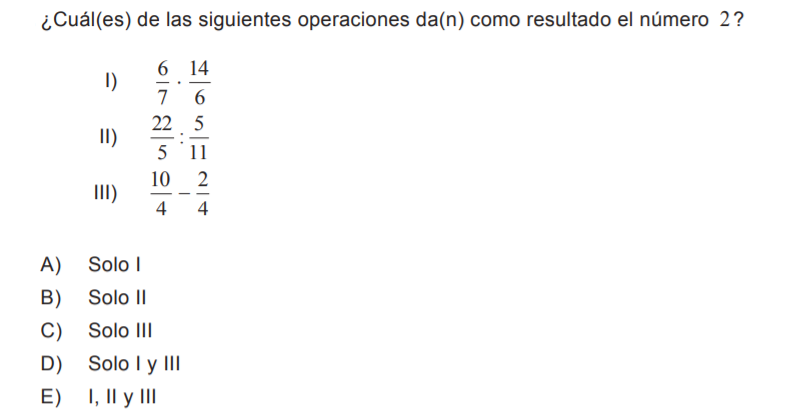 ¿Cuál(es) de las siguientes operaciones da(n) como resultado el número 2?
I) 6/7 · 14/6
II) 22/5 : 5/11
III) 10/4 − 2/4
A) Solo I
B) Solo II
C) Solo III
D) Solo I y III
E) I, II y III